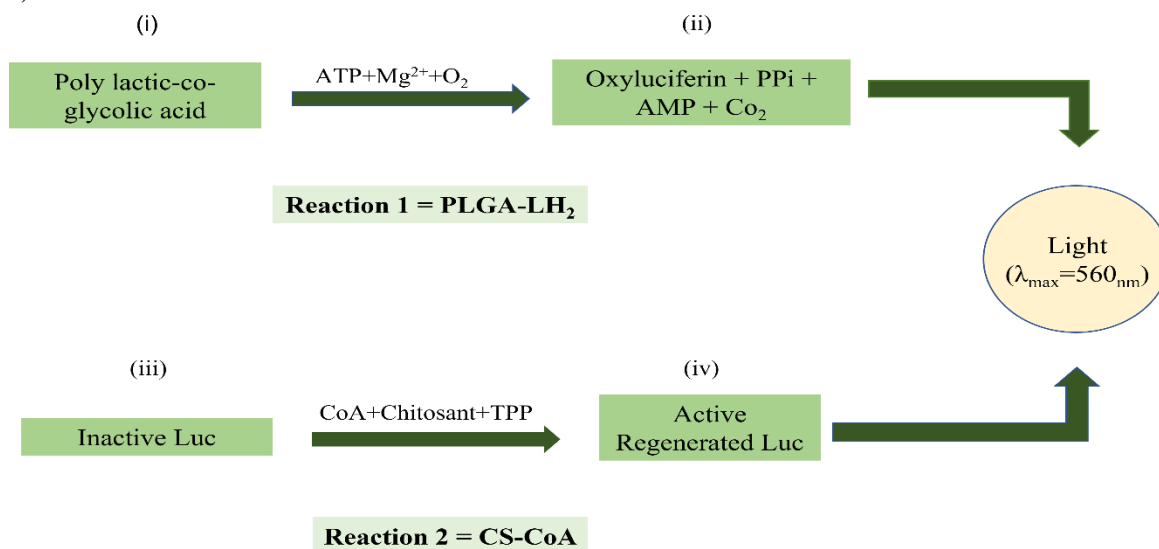 (i)
(ii)
Poly lactic-co-
glycolic acid
ATP+Mg²⁺+O₂
Oxyluciferin + PPi +
AMP + Co₂
Reaction 1 = PLGA-LH₂
Light
(λmax=560nm)
(iii)
(iv)
Inactive Luc
CoA+Chitosant+TPP
Active
Regenerated Luc
Reaction 2 = CS-CoA